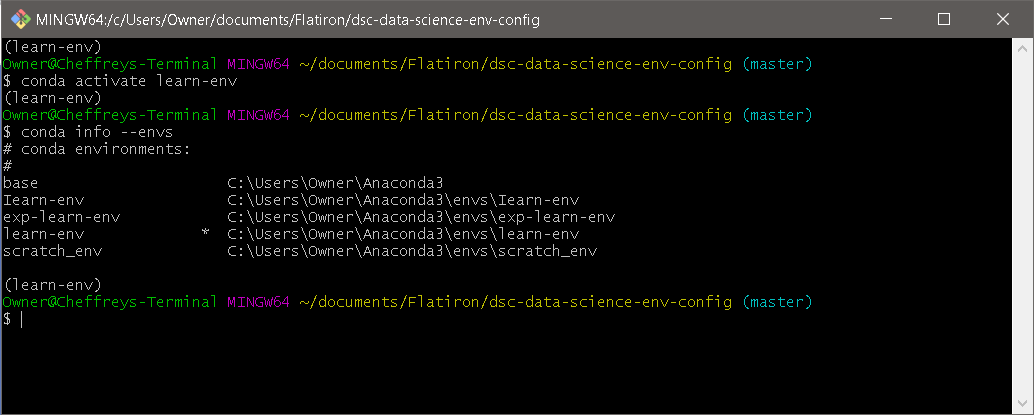 MINGW64:/c/Users/Owner/documents/Flatiron/dsc-data-science-env-config
(learn-env)
Owner@Cheffreys-Terminal MINGW64 ~/documents/Flatiron/dsc-data-science-env-config (master)
$ conda activate learn-env
(learn-env)
Owner@Cheffreys-Terminal MINGW64 ~/documents/Flatiron/dsc-data-science-env-config (master)
$ conda info --envs
# conda environments:
#
base                     C:\Users\Owner\Anaconda3
Iearn-env                C:\Users\Owner\Anaconda3\envs\Iearn-env
exp-learn-env            C:\Users\Owner\Anaconda3\envs\exp-learn-env
learn-env             *  C:\Users\Owner\Anaconda3\envs\learn-env
scratch_env              C:\Users\Owner\Anaconda3\envs\scratch_env
(learn-env)
Owner@Cheffreys-Terminal MINGW64 ~/documents/Flatiron/dsc-data-science-env-config (master)
$